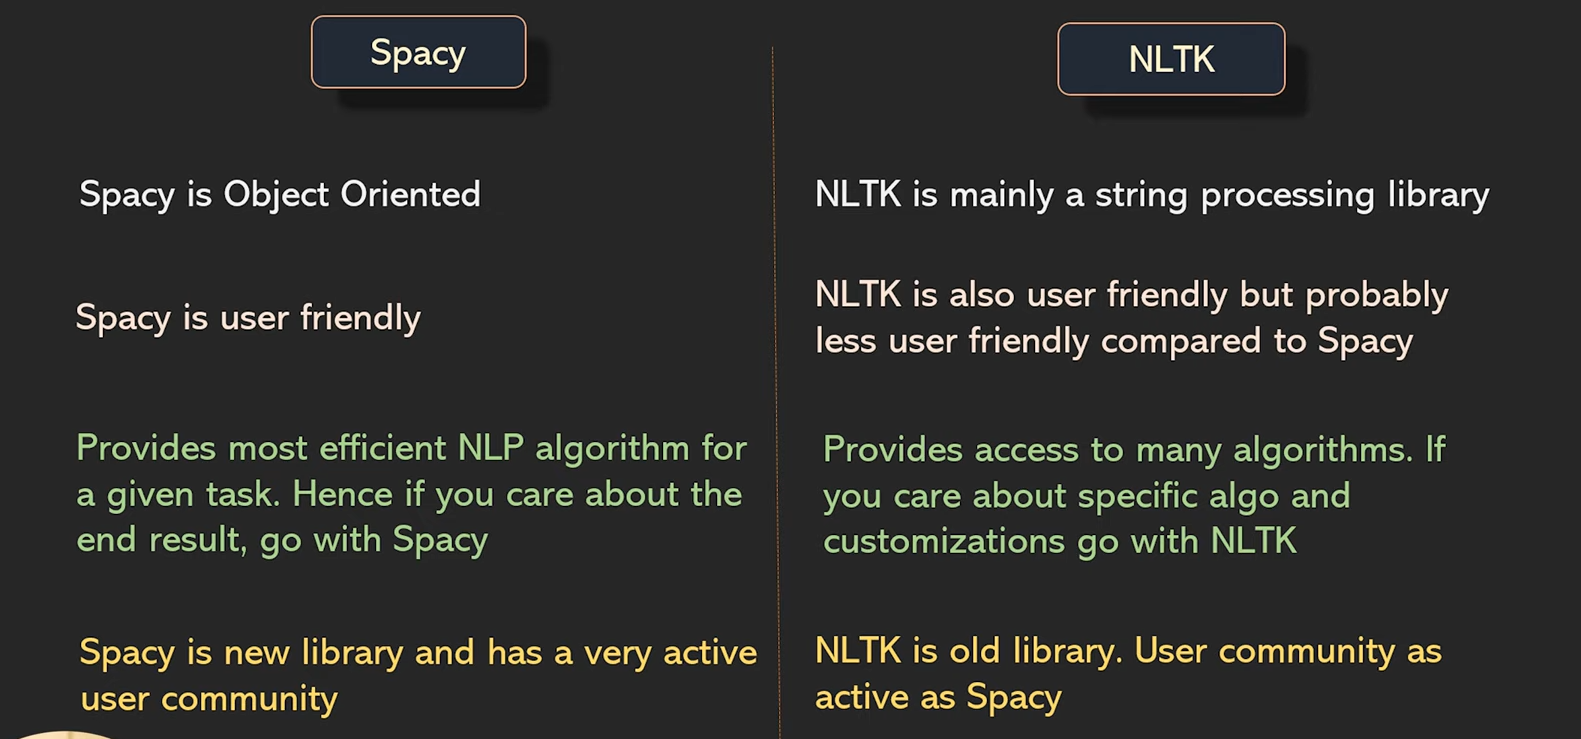 Spacy
NLTK
Spacy is Object Oriented
NLTK is mainly a string processing library
Spacy is user friendly
NLTK is also user friendly but probably
less user friendly compared to Spacy
Provides most efficient NLP algorithm for
a given task. Hence if you care about the
end result, go with Spacy
Provides access to many algorithms. If
you care about specific algo and
customizations go with NLTK
Spacy is new library and has a very active
user community
NLTK is old library. User community as
active as Spacy